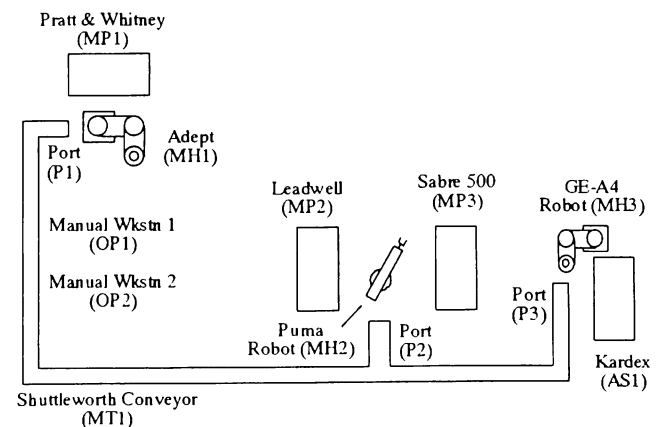 Pratt & Whitney
(MP1)
Port
(P1)
Adept
(MH1)
Manual Wkstn 1
(OP1)
Manual Wkstn 2
(OP2)
Leadwell
(MP2)
Sabre 500
(MP3)
GE-A4
Robot (MH3)
Puma
Robot (MH2)
Port
(P2)
Port
(P3)
Kardex
(AS1)
Shuttleworth Conveyor
(MT1)